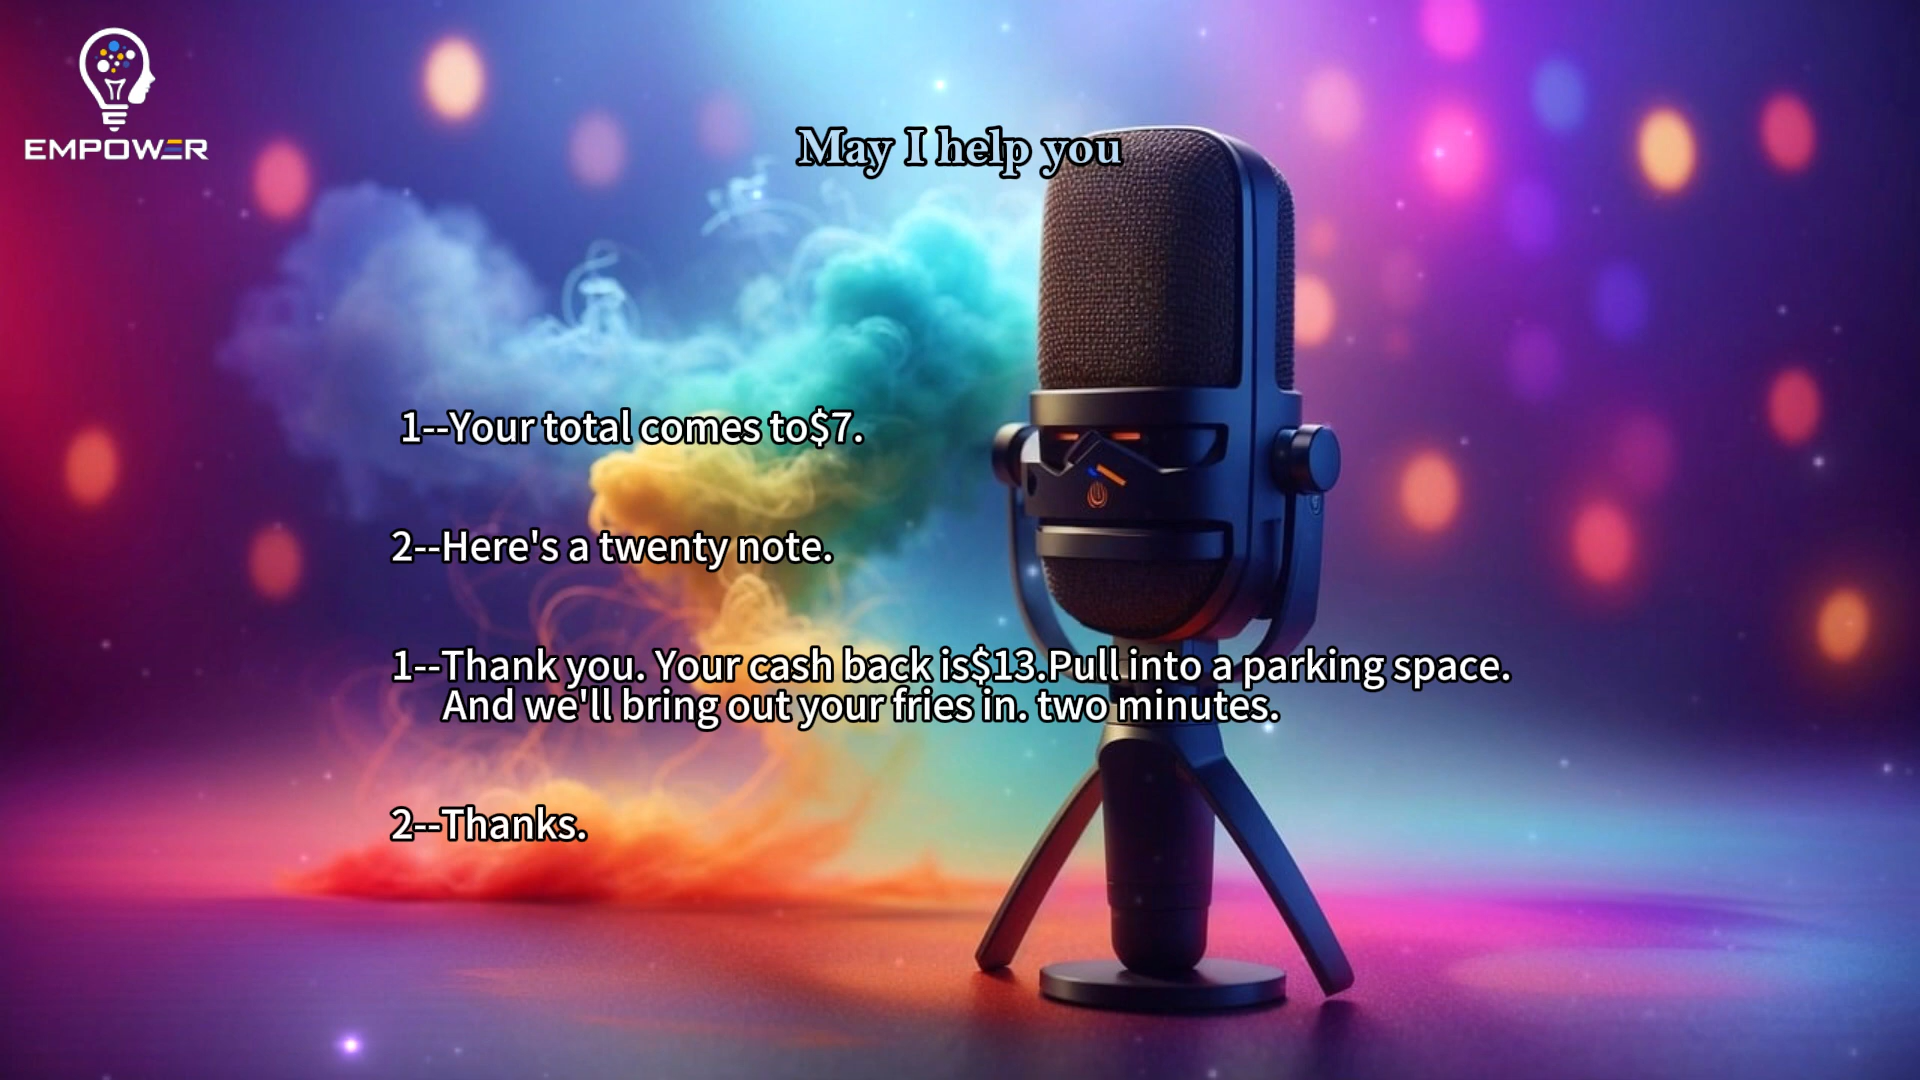 EMPOWER
May I help you
1--Your total comes to$7.
2--Here's a twenty note.
1--Thank you. Your cash back is$13.Pull into a parking space.
And we'll bring out your fries in. two minutes.
2--Thanks.